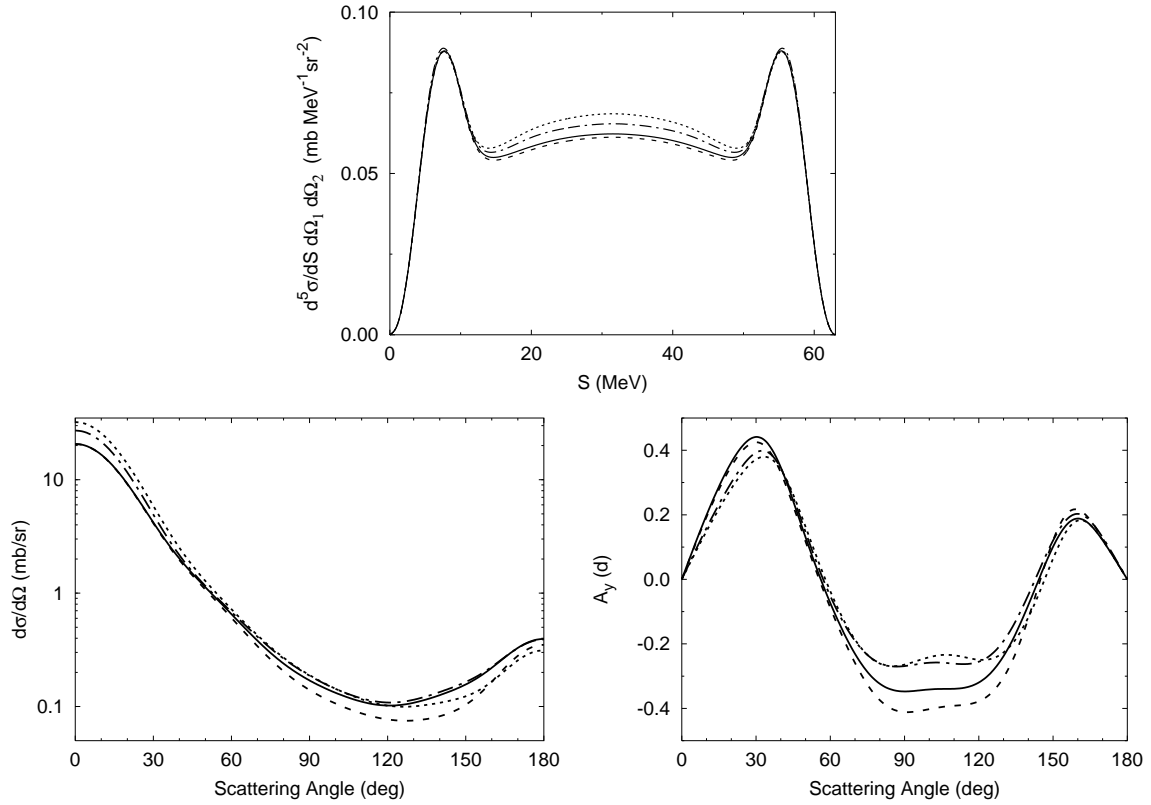 d⁵σ/dS dΩ₁ dΩ₂ (mb MeV⁻¹sr⁻²)
0.10
0.05
0.00
0 20 40 60
S (MeV)
dσ/dΩ (mb/sr)
10
1
0.1
0 30 60 90 120 150 180
Scattering Angle (deg)
A_y (d)
0.4
0.2
0.0
-0.2
-0.4
0 30 60 90 120 150 180
Scattering Angle (deg)